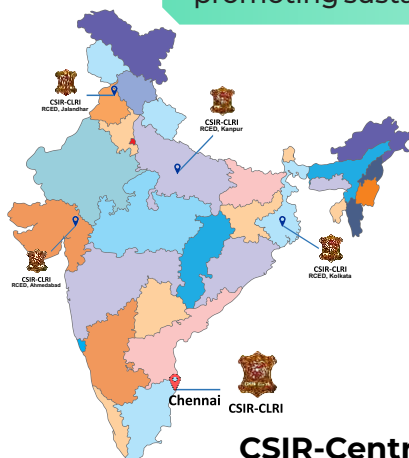 promoting susta
CSIR-CLRI
RCED, Jalandhar
CSIR-CLRI
RCED, Kanpur
CSIR-CLRI
RCED, Ahmedabad
CSIR-CLRI
RCED, Kolkata
Chennai
CSIR-CLRI
CSIR-Centr